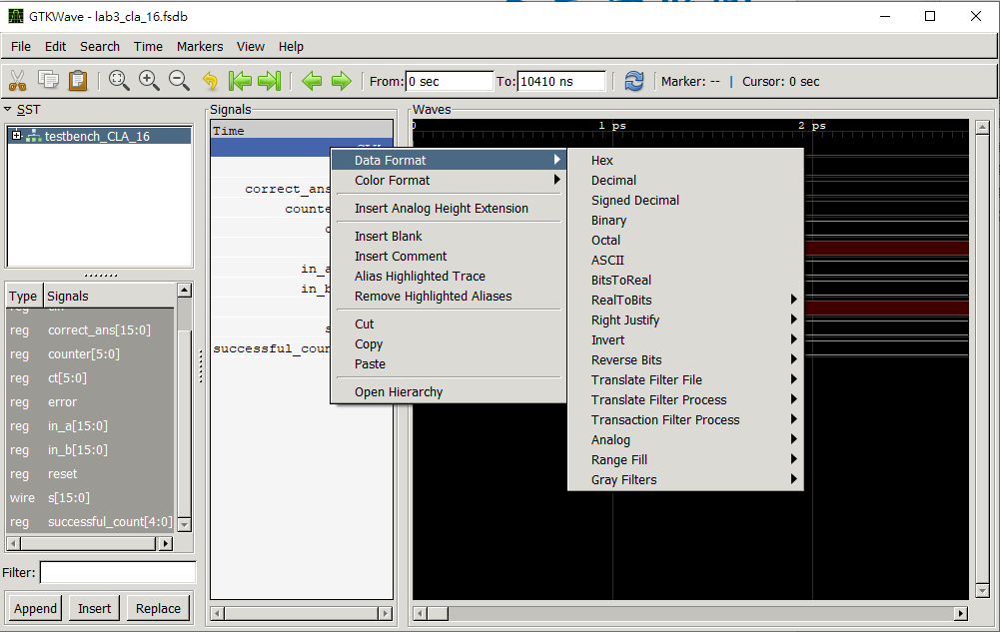 GTKWave - lab3_cla_16.fsdb
File Edit Search Time Markers View Help
From: 0 sec To: 10410 ns Marker: -- | Cursor: 0 sec
SST
testbench_CLA_16
Type Signals
reg correct_ans[15:0]
reg counter[5:0]
reg ct[5:0]
reg error
reg in_a[15:0]
reg in_b[15:0]
reg reset
wire s[15:0]
reg successful_count[4:0]
Filter:
Append Insert Replace
Signals
Time
correct_ans
counte
in_a
in_b
s
successful_coun
Data Format
Color Format
Insert Analog Height Extension
Insert Blank
Insert Comment
Alias Highlighted Trace
Remove Highlighted Aliases
Cut
Copy
Paste
Open Hierarchy
Hex
Decimal
Signed Decimal
Binary
Octal
ASCII
BitsToReal
RealToBits
Right Justify
Invert
Reverse Bits
Translate Filter File
Translate Filter Process
Transaction Filter Process
Analog
Range Fill
Gray Filters
Waves
0 1 ps 2 ps